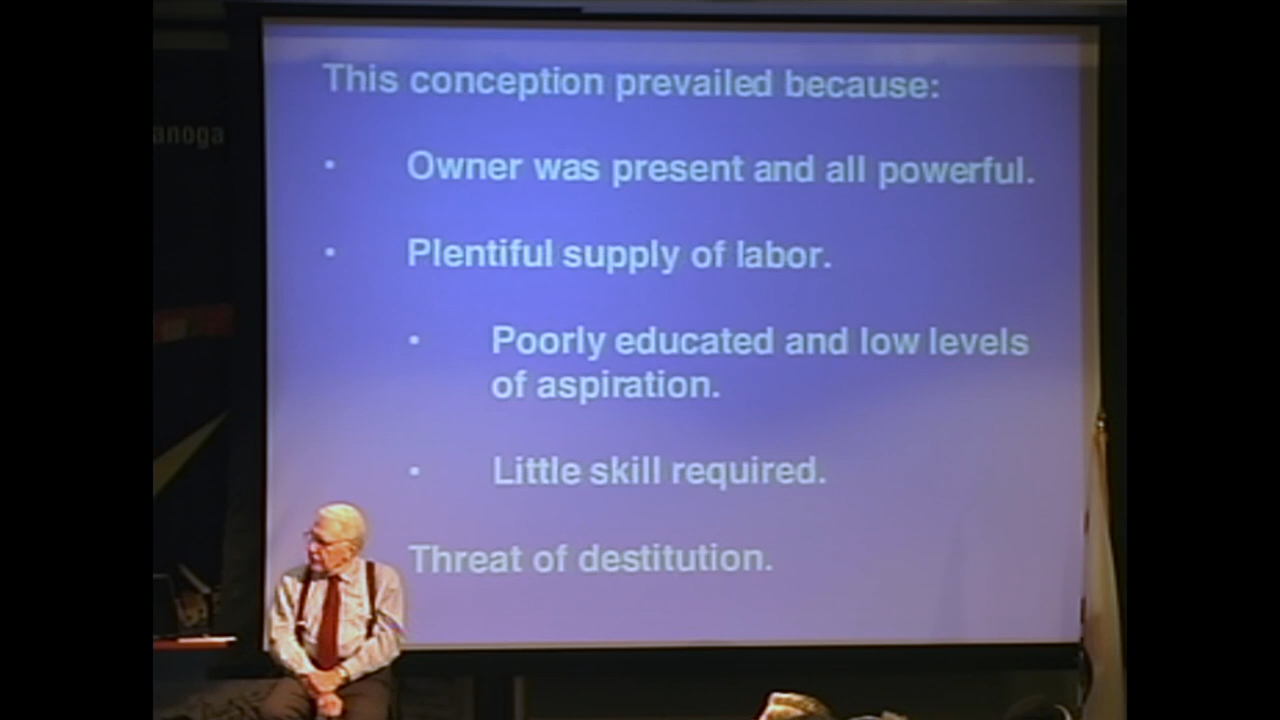 This conception prevailed because:
anoga
• Owner was present and all powerful.
• Plentiful supply of labor.
• Poorly educated and low levels
of aspiration.
• Little skill required.
Threat of destitution.